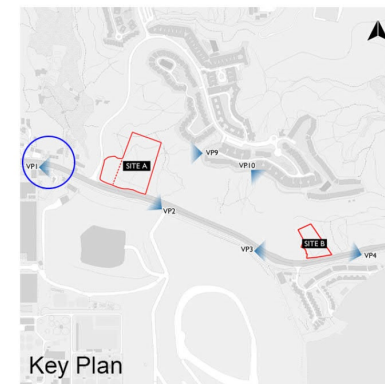 SITE A
VP9
VP1
VP10
VP2
SITE B
VP3
VP4
Key Plan